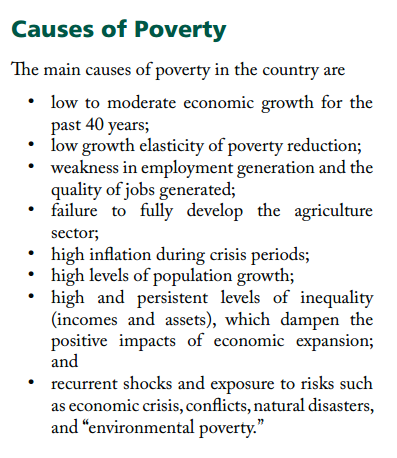 Causes of Poverty
The main causes of poverty in the country are
• low to moderate economic growth for the
past 40 years;
• low growth elasticity of poverty reduction;
• weakness in employment generation and the
quality of jobs generated;
• failure to fully develop the agriculture
sector;
• high inflation during crisis periods;
• high levels of population growth;
• high and persistent levels of inequality
(incomes and assets), which dampen the
positive impacts of economic expansion;
and
• recurrent shocks and exposure to risks such
as economic crisis, conflicts, natural disasters,
and “environmental poverty.”